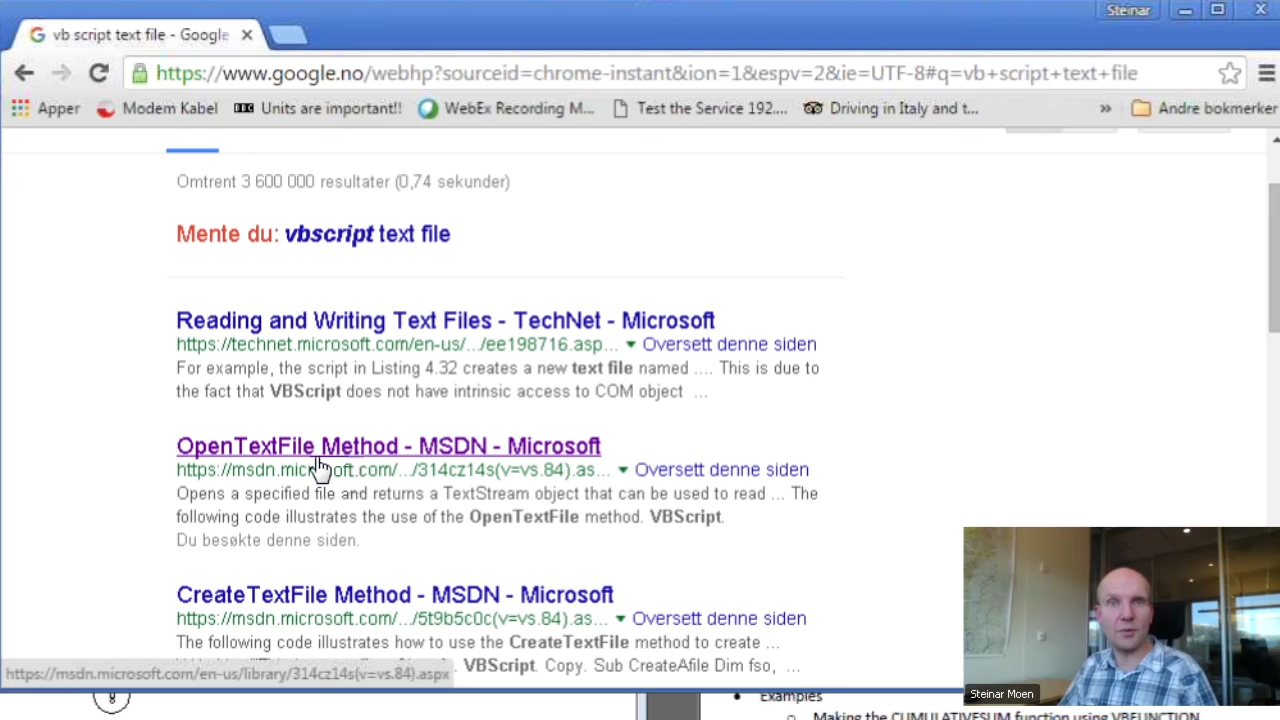 Steinar
vb script text file - Google
https://www.google.no/webhp?sourceid=chrome-instant&ion=1&espv=2&ie=UTF-8#q=vb+script+text+file
Apper Modem Kabel Units are important!! WebEx Recording M... Test the Service 192.... Driving in Italy and t... » Andre bokmerker
Omtrent 3 600 000 resultater (0,74 sekunder)
Mente du: vbscript text file
Reading and Writing Text Files - TechNet - Microsoft
https://technet.microsoft.com/en-us/.../ee198716.asp... Oversett denne siden
For example, the script in Listing 4.32 creates a new text file named .... This is due to
the fact that VBScript does not have intrinsic access to COM object ...
OpenTextFile Method - MSDN - Microsoft
https://msdn.microsoft.com/.../314cz14s(v=vs.84).as... Oversett denne siden
Opens a specified file and returns a TextStream object that can be used to read ... The
following code illustrates the use of the OpenTextFile method. VBScript.
Du besøkte denne siden.
CreateTextFile Method - MSDN - Microsoft
https://msdn.microsoft.com/.../5t9b5c0c(v=vs.84).as... Oversett denne siden
The following code illustrates how to use the CreateTextFile method to create ...
VBScript. Copy. Sub CreateAfile Dim fso, ...
https://msdn.microsoft.com/en-us/library/314cz14s(v=vs.84).aspx
Steinar Moen
• Examples
o Making the CUMULATIVESUM function using VBFUNCTION